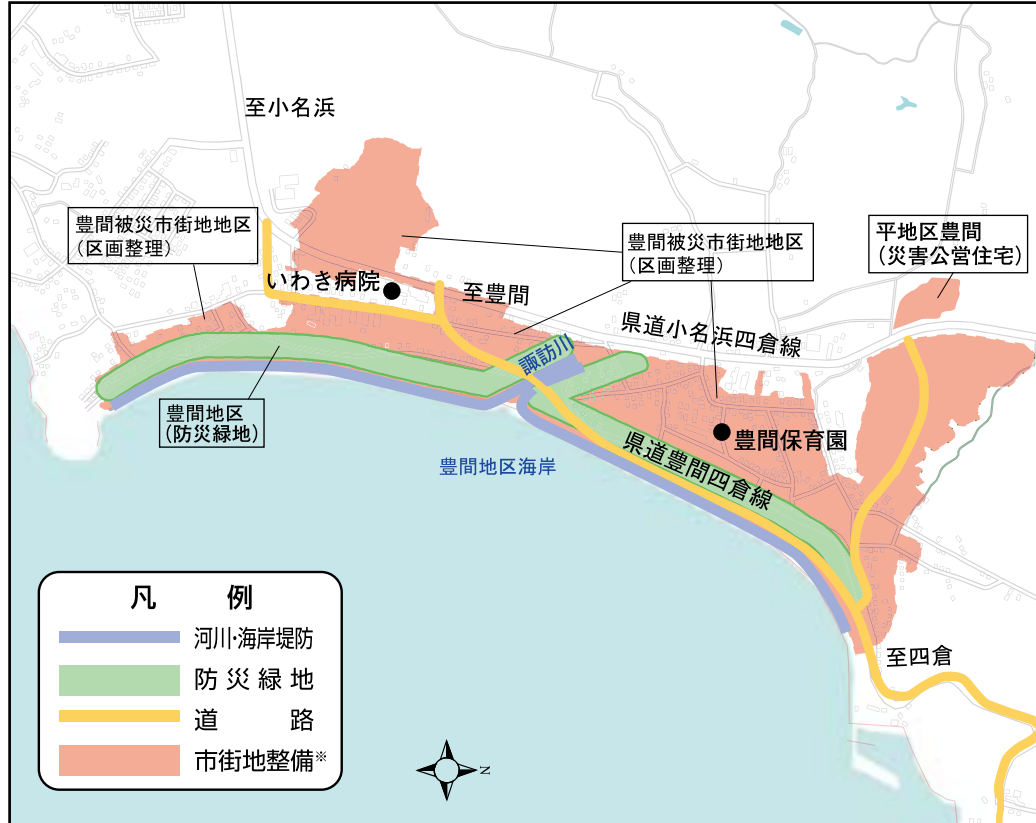 至小名浜
豊間被災市街地地区
(区画整理)
豊間被災市街地地区
(区画整理)
平地区豊間
(災害公営住宅)
いわき病院
至豊間
県道小名浜四倉線
諏訪川
豊間地区
(防災緑地)
豊間保育園
豊間地区海岸
県道豊間四倉線
至四倉
凡 例
河川・海岸堤防
防災緑地
道 路
市街地整備※
N